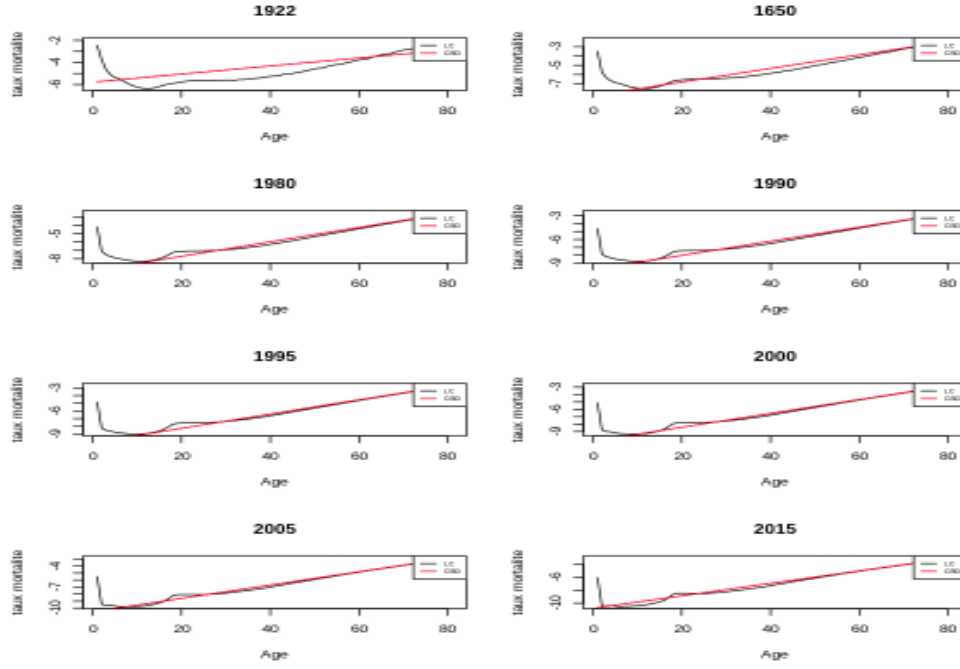 1922
taux mortalite
-2
-4
-6
LC
CBD
0 20 40 60 80
Age
1650
taux mortalite
-3
-5
-7
LC
CBD
0 20 40 60 80
Age
1980
taux mortalite
-5
-8
LC
CBD
0 20 40 60 80
Age
1990
taux mortalite
-3
-6
-9
LC
CBD
0 20 40 60 80
Age
1995
taux mortalite
-3
-6
-9
LC
CBD
0 20 40 60 80
Age
2000
taux mortalite
-3
-6
-9
LC
CBD
0 20 40 60 80
Age
2005
taux mortalite
-4
-7
-10
LC
CBD
0 20 40 60 80
Age
2015
taux mortalite
-6
-10
LC
CBD
0 20 40 60 80
Age